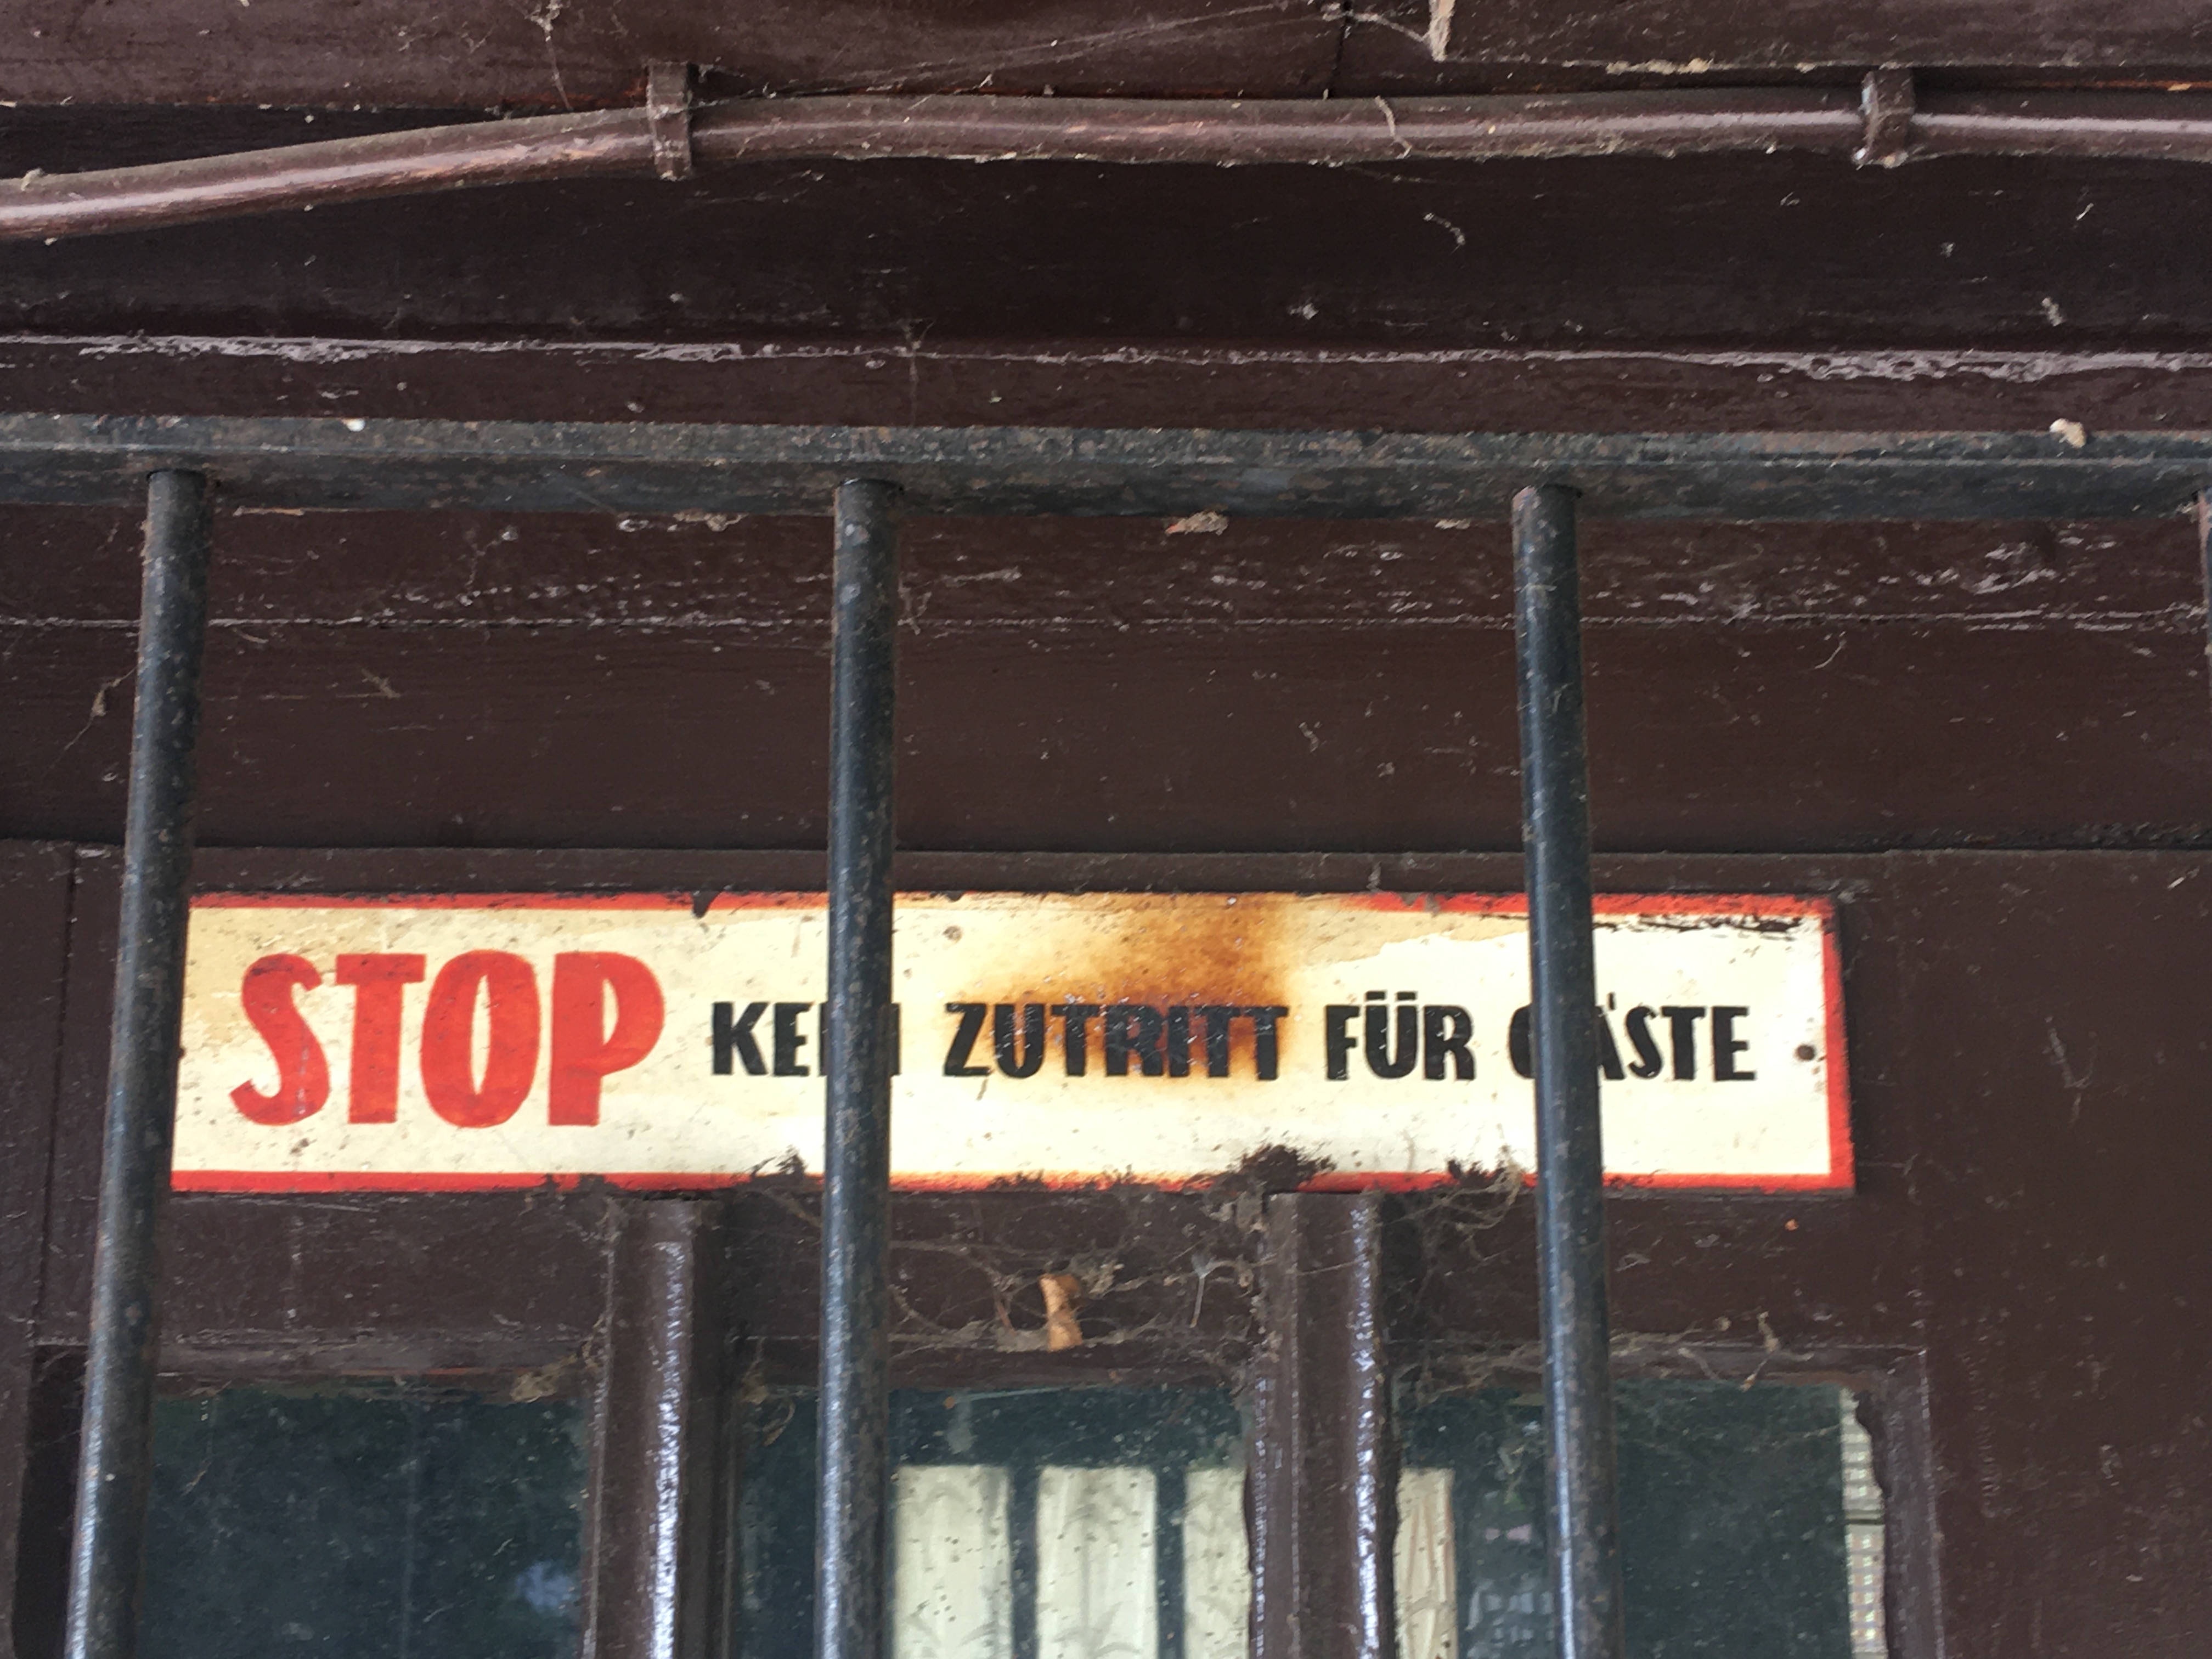 STOP KEIN ZUTRITT FÜR GÄSTE